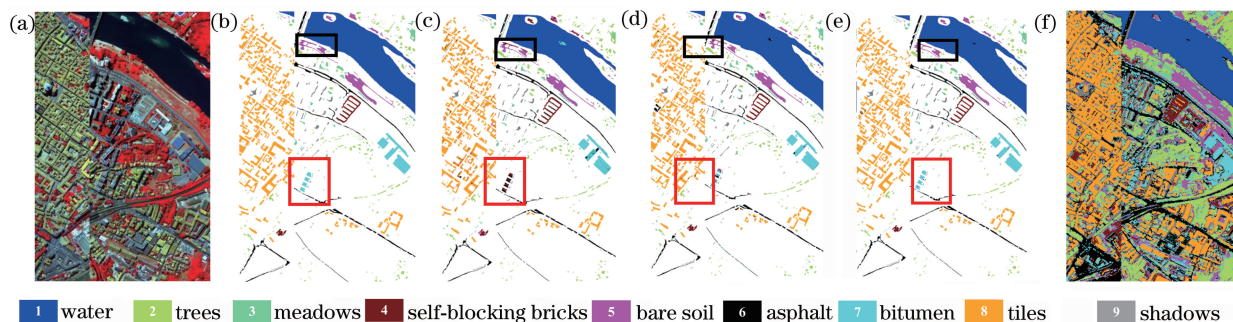 (a) (b) (c) (d) (e) (f)
1 water 2 trees 3 meadows 4 self-blocking bricks 5 bare soil 6 asphalt 7 bitumen 8 tiles 9 shadows